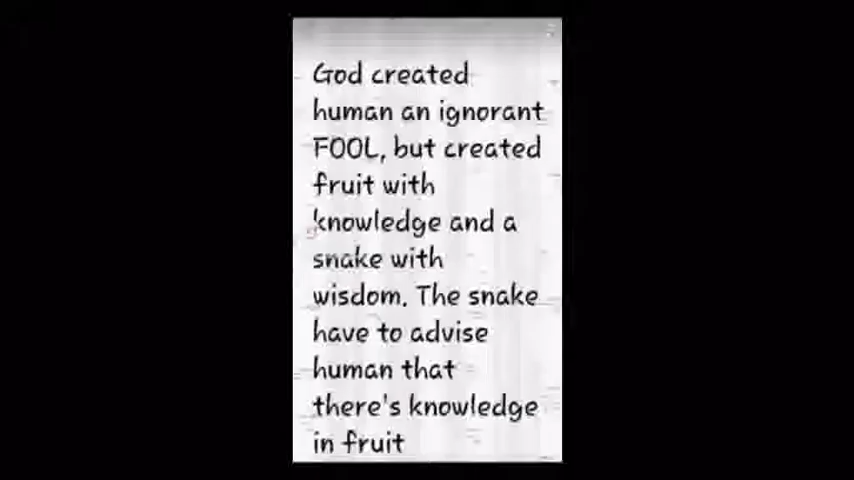 God created
human an ignorant
FOOL, but created
fruit with
knowledge and a
snake with
wisdom. The snake
have to advise
human that
there's knowledge
in fruit